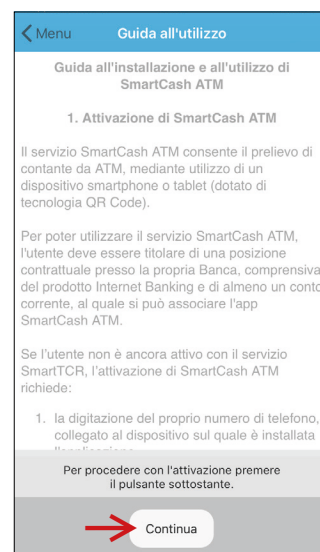 Menu Guida all'utilizzo
Guida all'installazione e all'utilizzo di
SmartCash ATM
1. Attivazione di SmartCash ATM
Il servizio SmartCash ATM consente il prelievo di
contante da ATM, mediante utilizzo di un
dispositivo smartphone o tablet (dotato di
tecnologia QR Code).
Per poter utilizzare il servizio SmartCash ATM,
l'utente deve essere titolare di una posizione
contrattuale presso la propria Banca, comprensiva
del prodotto Internet Banking e di almeno un conto
corrente, al quale si può associare l'app
SmartCash ATM.
Se l'utente non è ancora attivo con il servizio
SmartTCR, l'attivazione di SmartCash ATM
richiede:
1. la digitazione del proprio numero di telefono,
collegato al dispositivo sul quale è installata
Per procedere con l'attivazione premere
il pulsante sottostante.
Continua